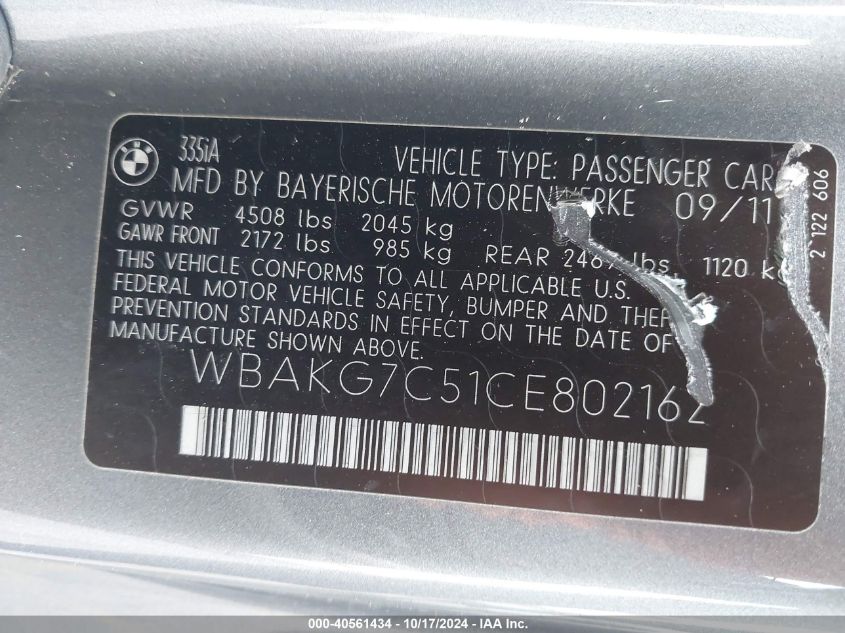 BMW
335iA
VEHICLE TYPE: PASSENGER CAR
MFD BY BAYERISCHE MOTORENWERKE 09/11
GVWR 4508 lbs 2045 kg
GAWR FRONT 2172 lbs 985 kg REAR 2469 lbs 1120 kg
THIS VEHICLE CONFORMS TO ALL APPLICABLE U.S.
FEDERAL MOTOR VEHICLE SAFETY, BUMPER AND THEFT
PREVENTION STANDARDS IN EFFECT ON THE DATE OF
MANUFACTURE SHOWN ABOVE.
WBAKG7C51CE802162
2 122 606
000-40561434 - 10/17/2024 - IAA Inc.